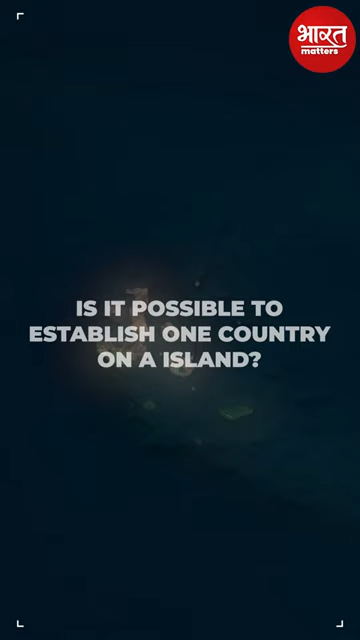 भारत
matters
IS IT POSSIBLE TO
ESTABLISH ONE COUNTRY
ON A ISLAND?